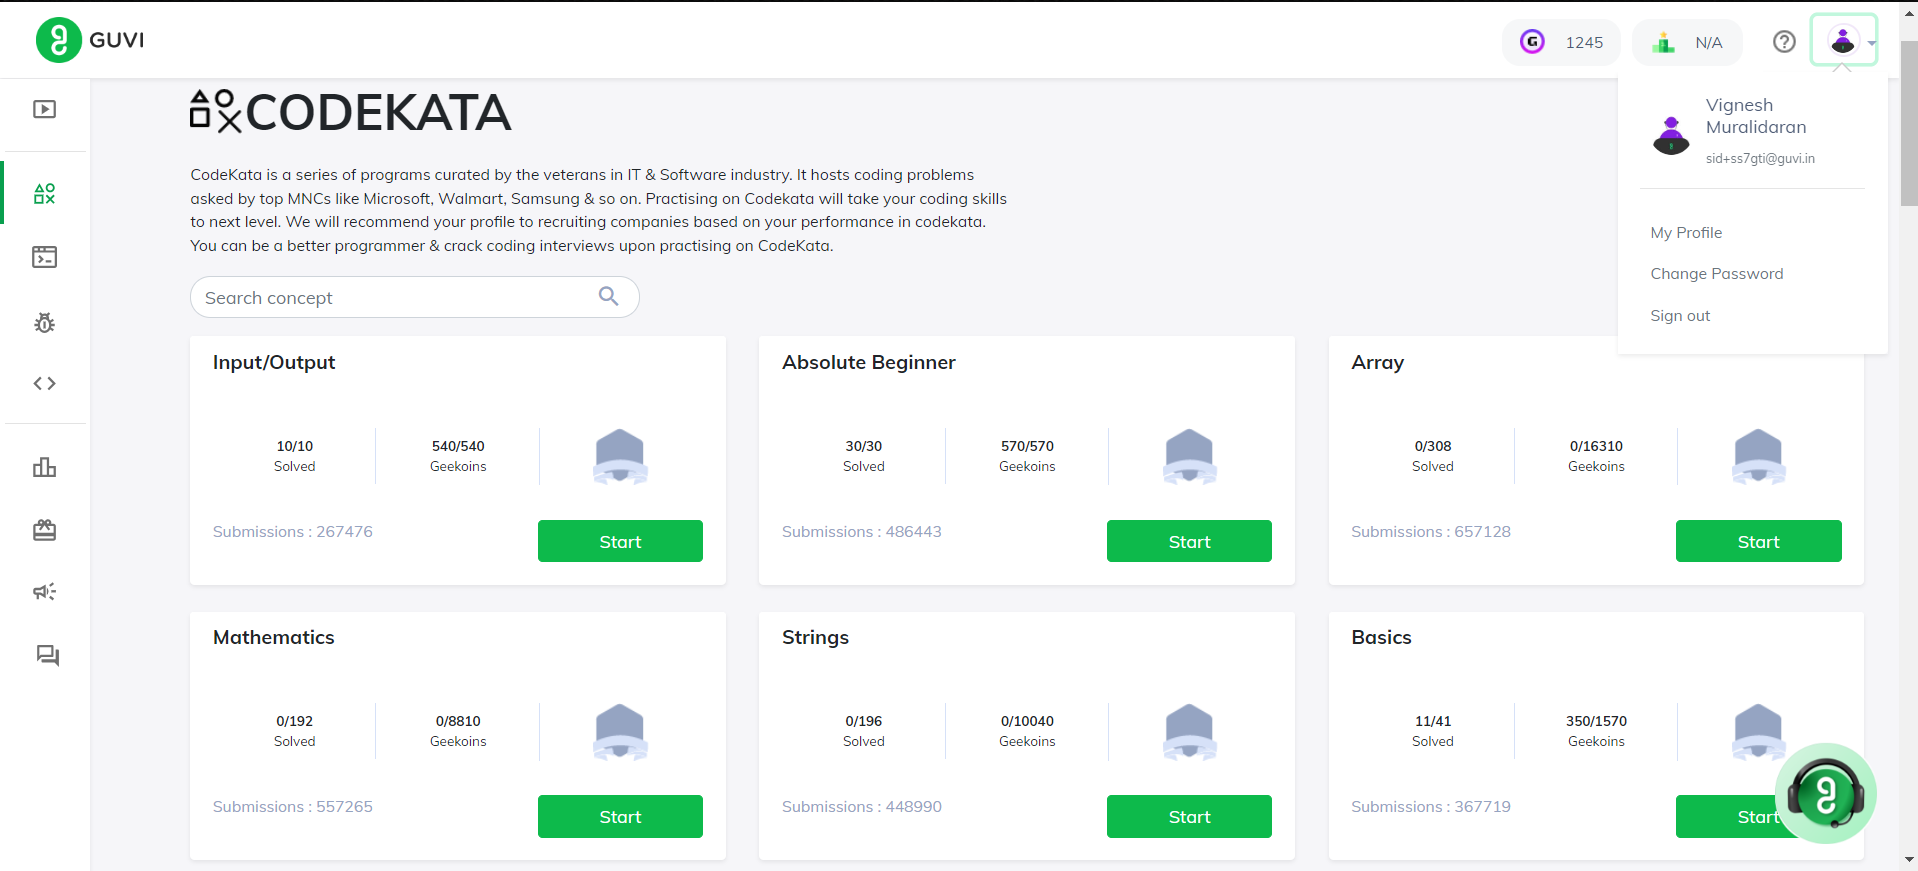 GUVI
1245
N/A
Vignesh
Muralidaran
sid+ss7gti@guvi.in
My Profile
Change Password
Sign out
CODEKATA
CodeKata is a series of programs curated by the veterans in IT & Software industry. It hosts coding problems
asked by top MNCs like Microsoft, Walmart, Samsung & so on. Practising on Codekata will take your coding skills
to next level. We will recommend your profile to recruiting companies based on your performance in codekata.
You can be a better programmer & crack coding interviews upon practising on CodeKata.
Search concept
Input/Output
10/10
Solved
540/540
Geekoins
Submissions : 267476
Start
Absolute Beginner
30/30
Solved
570/570
Geekoins
Submissions : 486443
Start
Array
0/308
Solved
0/16310
Geekoins
Submissions : 657128
Start
Mathematics
0/192
Solved
0/8810
Geekoins
Submissions : 557265
Start
Strings
0/196
Solved
0/10040
Geekoins
Submissions : 448990
Start
Basics
11/41
Solved
350/1570
Geekoins
Submissions : 367719
Start